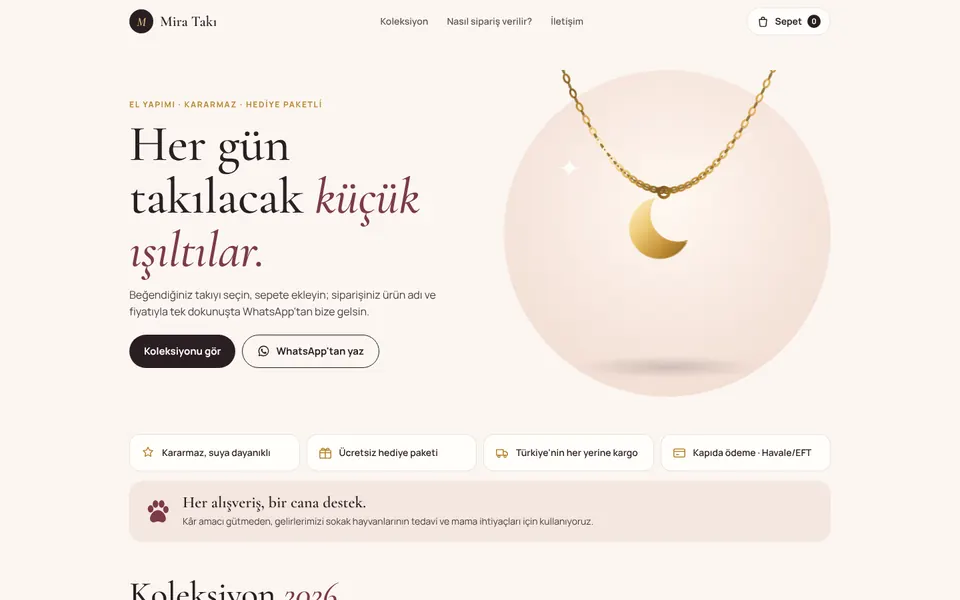 M Mira Takı
Koleksiyon Nasıl sipariş verilir? İletişim
Sepet 0
EL YAPIMI · KARARMAZ · HEDİYE PAKETLİ
Her gün
takılacak küçük
ışıltılar.
Beğendiğiniz takıyı seçin, sepete ekleyin; siparişiniz ürün adı ve
fiyatıyla tek dokunuşta WhatsApp'tan bize gelsin.
Koleksiyonu gör
WhatsApp'tan yaz
Kararmaz, suya dayanıklı
Ücretsiz hediye paketi
Türkiye'nin her yerine kargo
Kapıda ödeme · Havale/EFT
Her alışveriş, bir cana destek.
Kâr amacı gütmeden, gelirlerimizi sokak hayvanlarının tedavi ve mama ihtiyaçları için kullanıyoruz.
Koleksiyon 2026